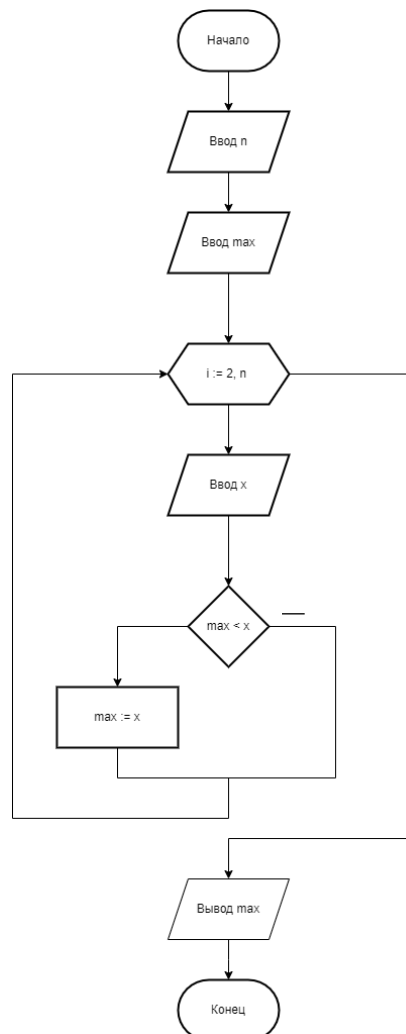 Начало
Ввод n
Ввод max
i := 2, n
Ввод x
max < x
max := x
Вывод max
Конец